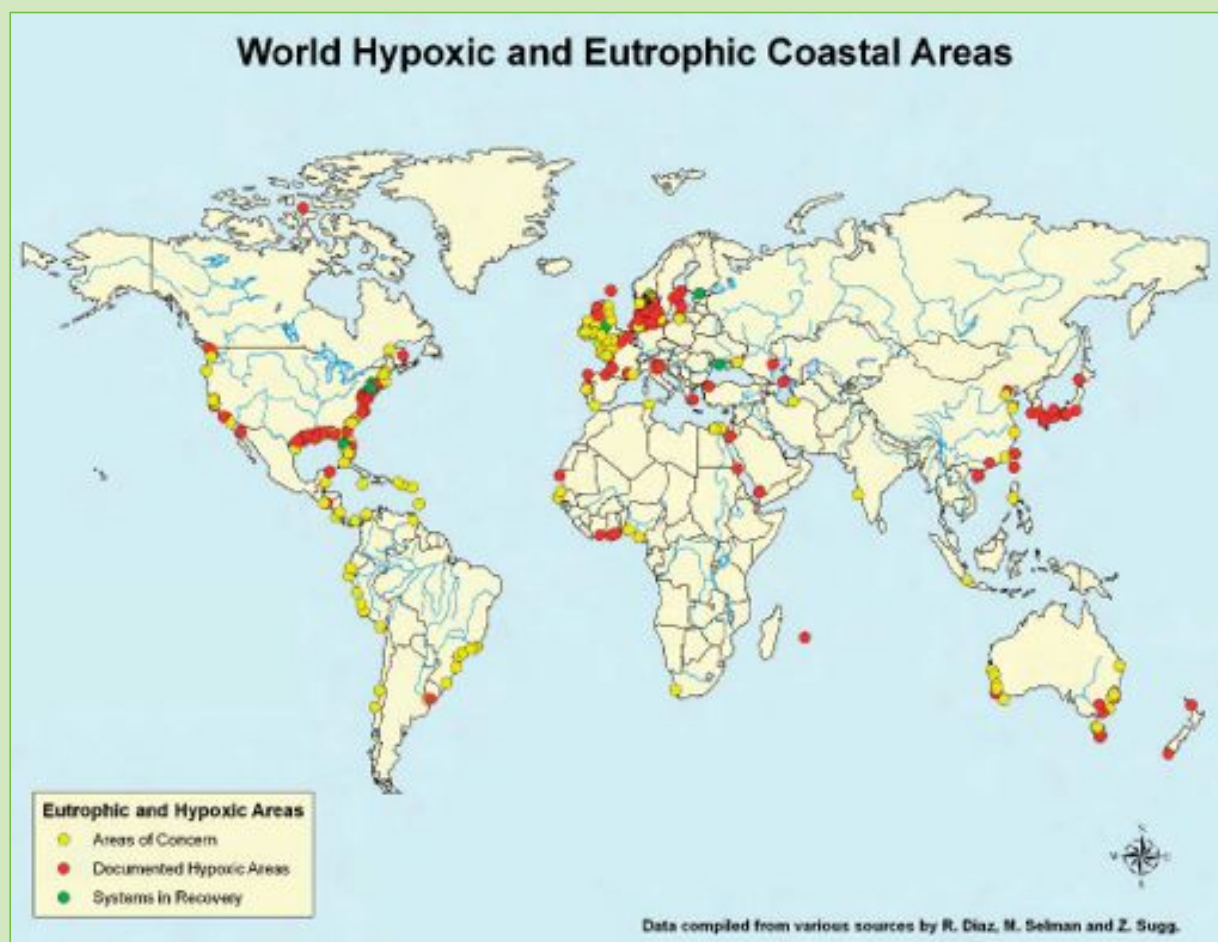 World Hypoxic and Eutrophic Coastal Areas
Eutrophic and Hypoxic Areas
Areas of Concern
Documented Hypoxic Areas
Systems in Recovery
Data compiled from various sources by R. Diaz, M. Selman and Z. Sugg.